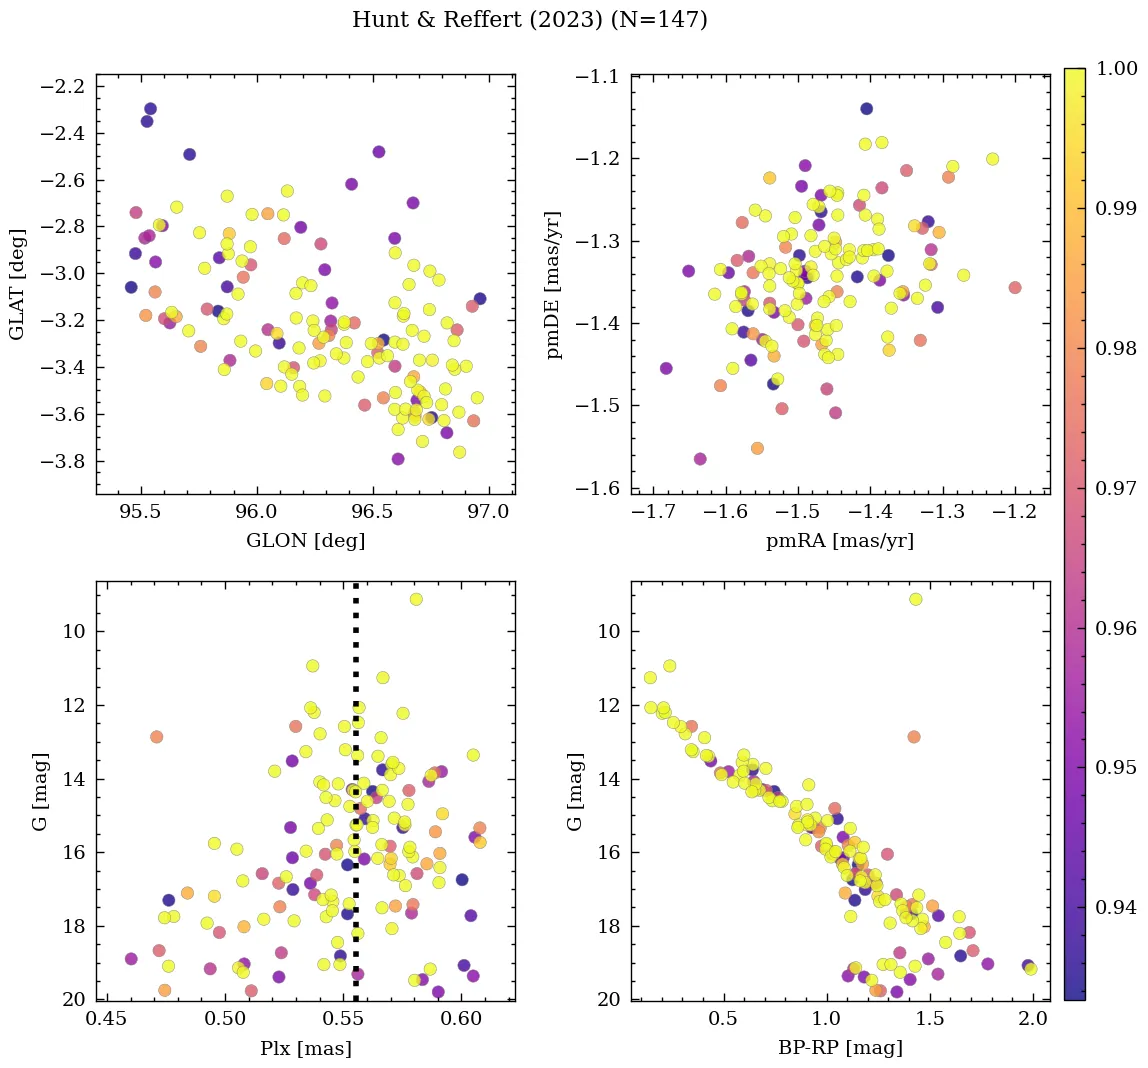 Hunt & Reffert (2023) (N=147)
−2.2
−2.4
−2.6
−2.8
−3.0
−3.2
−3.4
−3.6
−3.8
GLAT [deg]
95.5 96.0 96.5 97.0
GLON [deg]
−1.1
−1.2
−1.3
−1.4
−1.5
−1.6
pmDE [mas/yr]
−1.7 −1.6 −1.5 −1.4 −1.3 −1.2
pmRA [mas/yr]
10
12
14
16
18
20
G [mag]
0.45 0.50 0.55 0.60
Plx [mas]
10
12
14
16
18
20
G [mag]
0.5 1.0 1.5 2.0
BP-RP [mag]
1.00
0.99
0.98
0.97
0.96
0.95
0.94